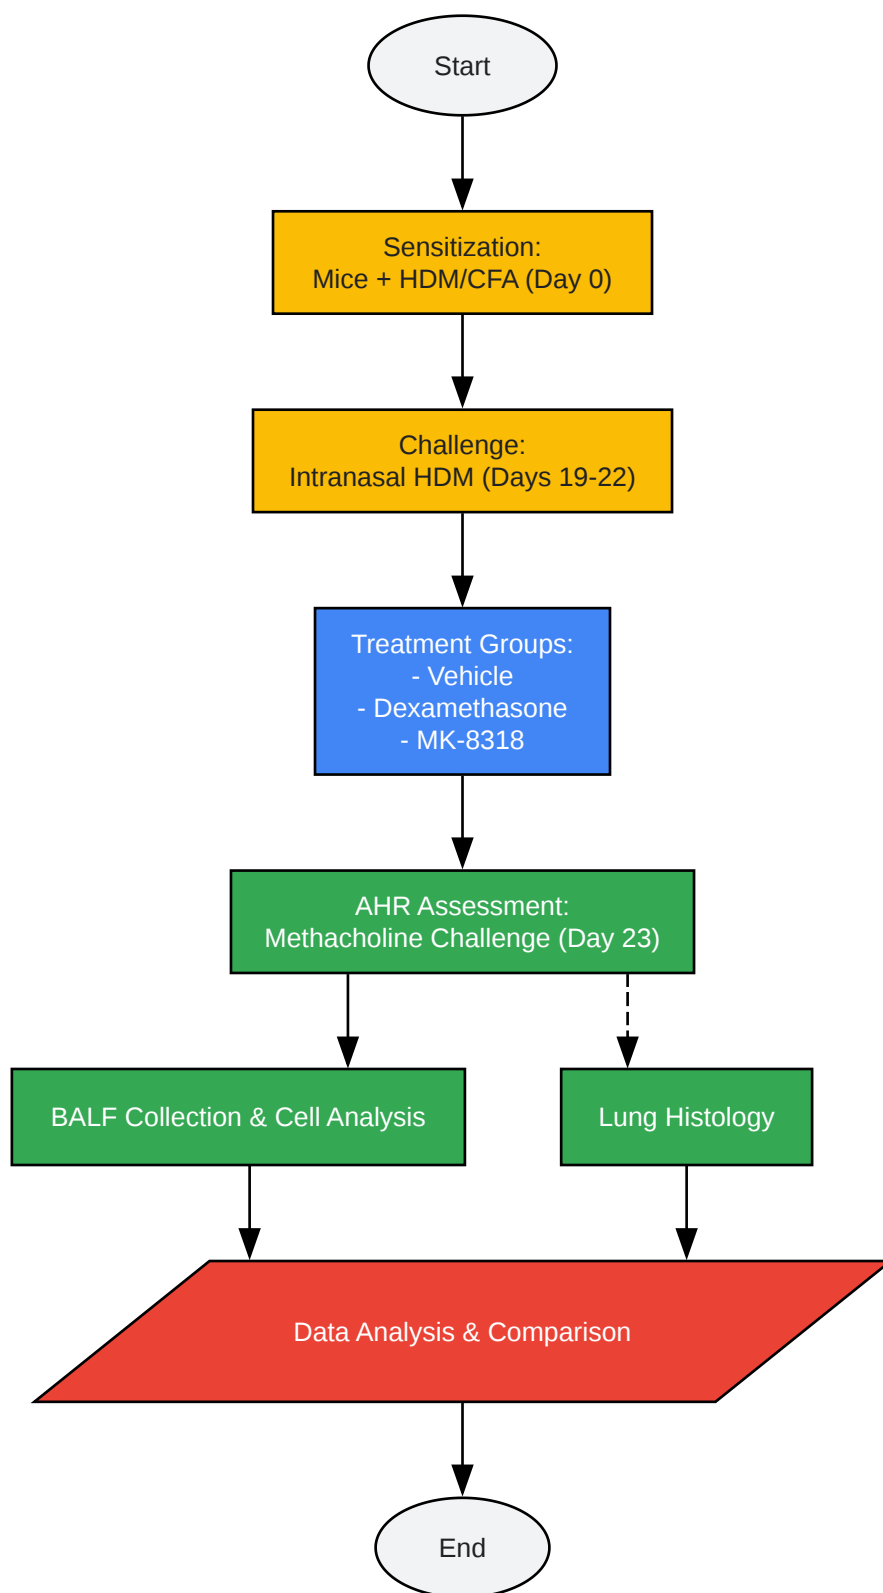 Start
Sensitization:
Mice + HDM/CFA (Day 0)
Challenge:
Intranasal HDM (Days 19-22)
Treatment Groups:
- Vehicle
- Dexamethasone
- MK-8318
AHR Assessment:
Methacholine Challenge (Day 23)
BALF Collection & Cell Analysis
Lung Histology
Data Analysis & Comparison
End